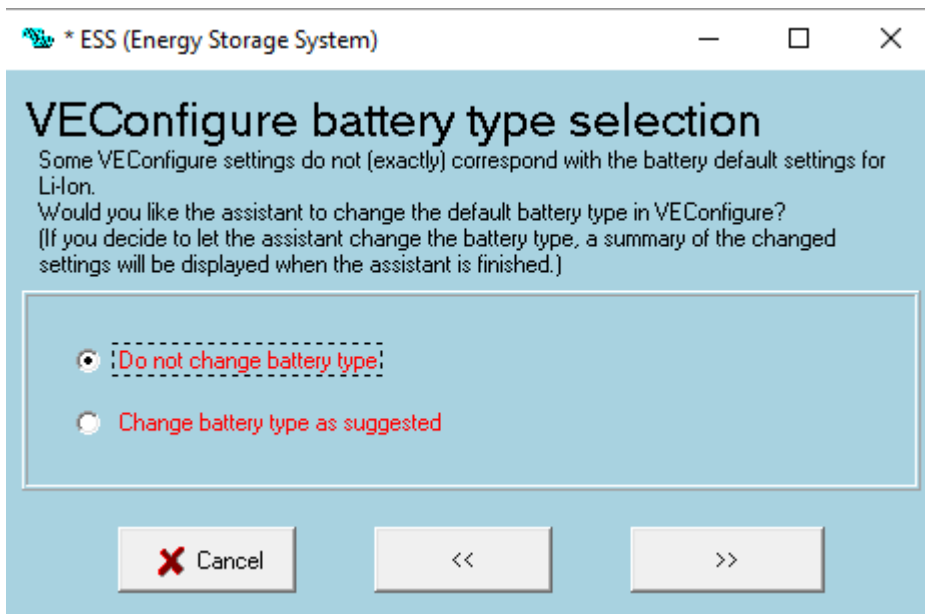 * ESS (Energy Storage System)
VEConfigure battery type selection
Some VEConfigure settings do not (exactly) correspond with the battery default settings for
Li-Ion.
Would you like the assistant to change the default battery type in VEConfigure?
(If you decide to let the assistant change the battery type, a summary of the changed
settings will be displayed when the assistant is finished.)
Do not change battery type
Change battery type as suggested
Cancel << >>